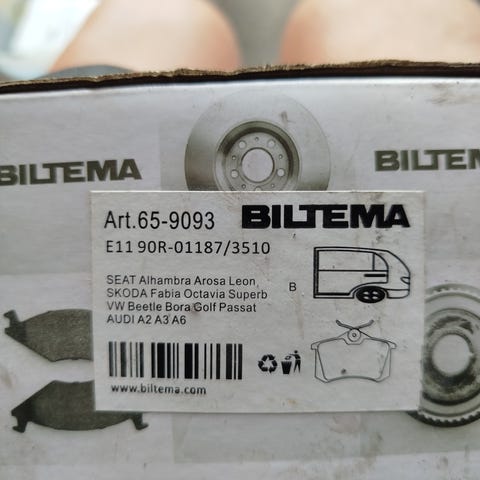 BILTEMA
BILTEMA
Art.65-9093 BILTEMA
E11 90R-01187/3510
SEAT Alhambra Arosa Leon
SKODA Fabia Octavia Superb
VW Beetle Bora Golf Passat
AUDI A2 A3 A6
B
www.biltema.com